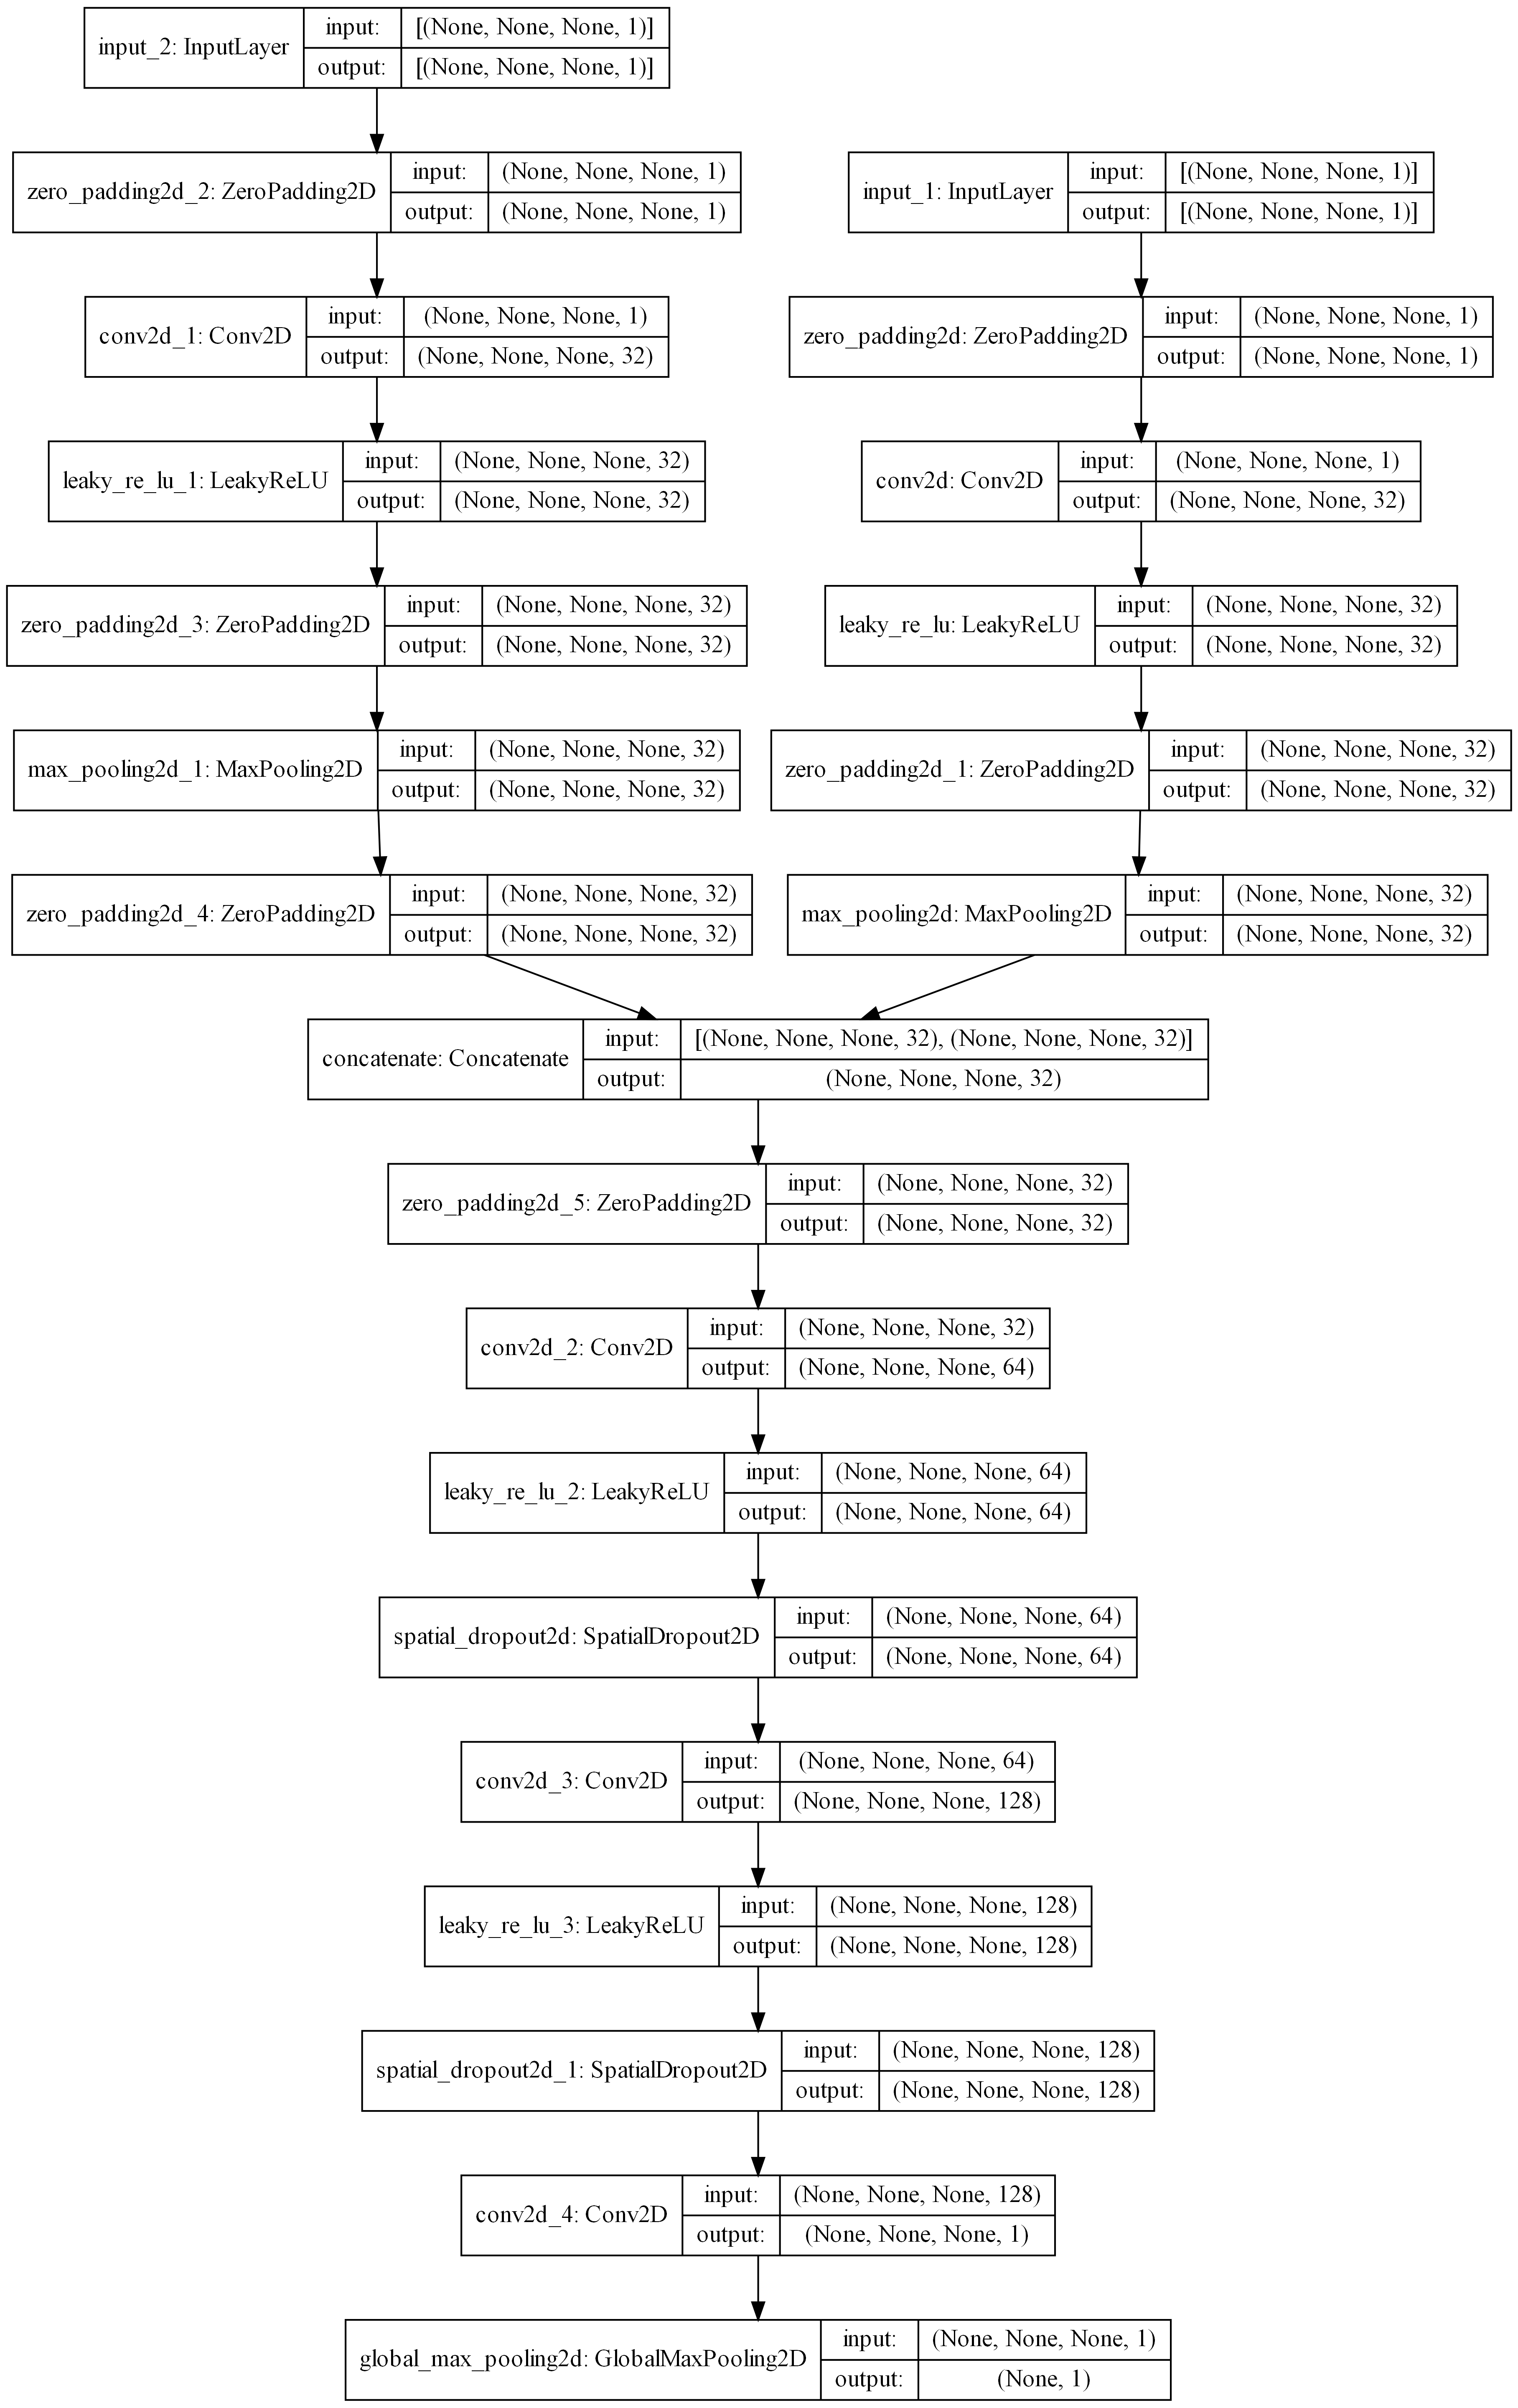 input_2: InputLayer
input: [(None, None, None, 1)]
output: [(None, None, None, 1)]
zero_padding2d_2: ZeroPadding2D
input: (None, None, None, 1)
output: (None, None, None, 1)
input_1: InputLayer
input: [(None, None, None, 1)]
output: [(None, None, None, 1)]
conv2d_1: Conv2D
input: (None, None, None, 1)
output: (None, None, None, 32)
zero_padding2d: ZeroPadding2D
input: (None, None, None, 1)
output: (None, None, None, 1)
leaky_re_lu_1: LeakyReLU
input: (None, None, None, 32)
output: (None, None, None, 32)
conv2d: Conv2D
input: (None, None, None, 1)
output: (None, None, None, 32)
zero_padding2d_3: ZeroPadding2D
input: (None, None, None, 32)
output: (None, None, None, 32)
leaky_re_lu: LeakyReLU
input: (None, None, None, 32)
output: (None, None, None, 32)
max_pooling2d_1: MaxPooling2D
input: (None, None, None, 32)
output: (None, None, None, 32)
zero_padding2d_1: ZeroPadding2D
input: (None, None, None, 32)
output: (None, None, None, 32)
zero_padding2d_4: ZeroPadding2D
input: (None, None, None, 32)
output: (None, None, None, 32)
max_pooling2d: MaxPooling2D
input: (None, None, None, 32)
output: (None, None, None, 32)
concatenate: Concatenate
input: [(None, None, None, 32), (None, None, None, 32)]
output: (None, None, None, 32)
zero_padding2d_5: ZeroPadding2D
input: (None, None, None, 32)
output: (None, None, None, 32)
conv2d_2: Conv2D
input: (None, None, None, 32)
output: (None, None, None, 64)
leaky_re_lu_2: LeakyReLU
input: (None, None, None, 64)
output: (None, None, None, 64)
spatial_dropout2d: SpatialDropout2D
input: (None, None, None, 64)
output: (None, None, None, 64)
conv2d_3: Conv2D
input: (None, None, None, 64)
output: (None, None, None, 128)
leaky_re_lu_3: LeakyReLU
input: (None, None, None, 128)
output: (None, None, None, 128)
spatial_dropout2d_1: SpatialDropout2D
input: (None, None, None, 128)
output: (None, None, None, 128)
conv2d_4: Conv2D
input: (None, None, None, 128)
output: (None, None, None, 1)
global_max_pooling2d: GlobalMaxPooling2D
input: (None, None, None, 1)
output: (None, 1)